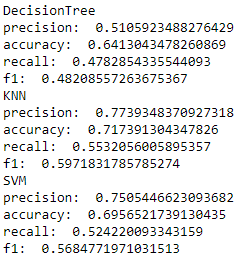 DecisionTree
precision:  0.5105923488276429
accuracy:  0.6413043478260869
recall:  0.4782854335544093
f1:  0.48208557263675367
KNN
precision:  0.7739348370927318
accuracy:  0.717391304347826
recall:  0.5532056005895357
f1:  0.5971831785785274
SVM
precision:  0.7505446623093682
accuracy:  0.6956521739130435
recall:  0.524220093343159
f1:  0.5684771971031513